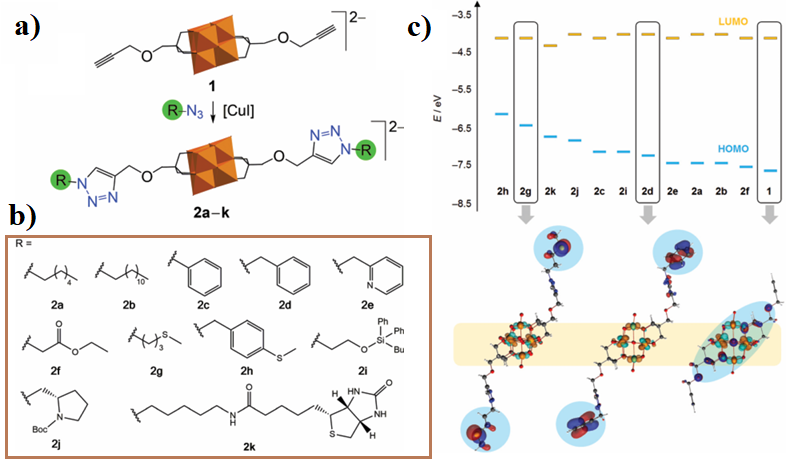 a)
2–
O
O
1
R–N3
[CuI]
2–
N
N
N
R
O
O
R
N
N
N
2a–k
b)
R =
4
10
N
2a
2b
2c
2d
2e
O
O
3
S
S
O
Si
Ph
Ph
tBu
2f
2g
2h
2i
N
Boc
N
H
O
S
H
H
HN
NH
O
2j
2k
c)
–3.5
LUMO
–4.5
E / eV
–5.5
–6.5
HOMO
–7.5
–8.5
2h 2g 2k 2j 2c 2i 2d 2e 2a 2b 2f 1